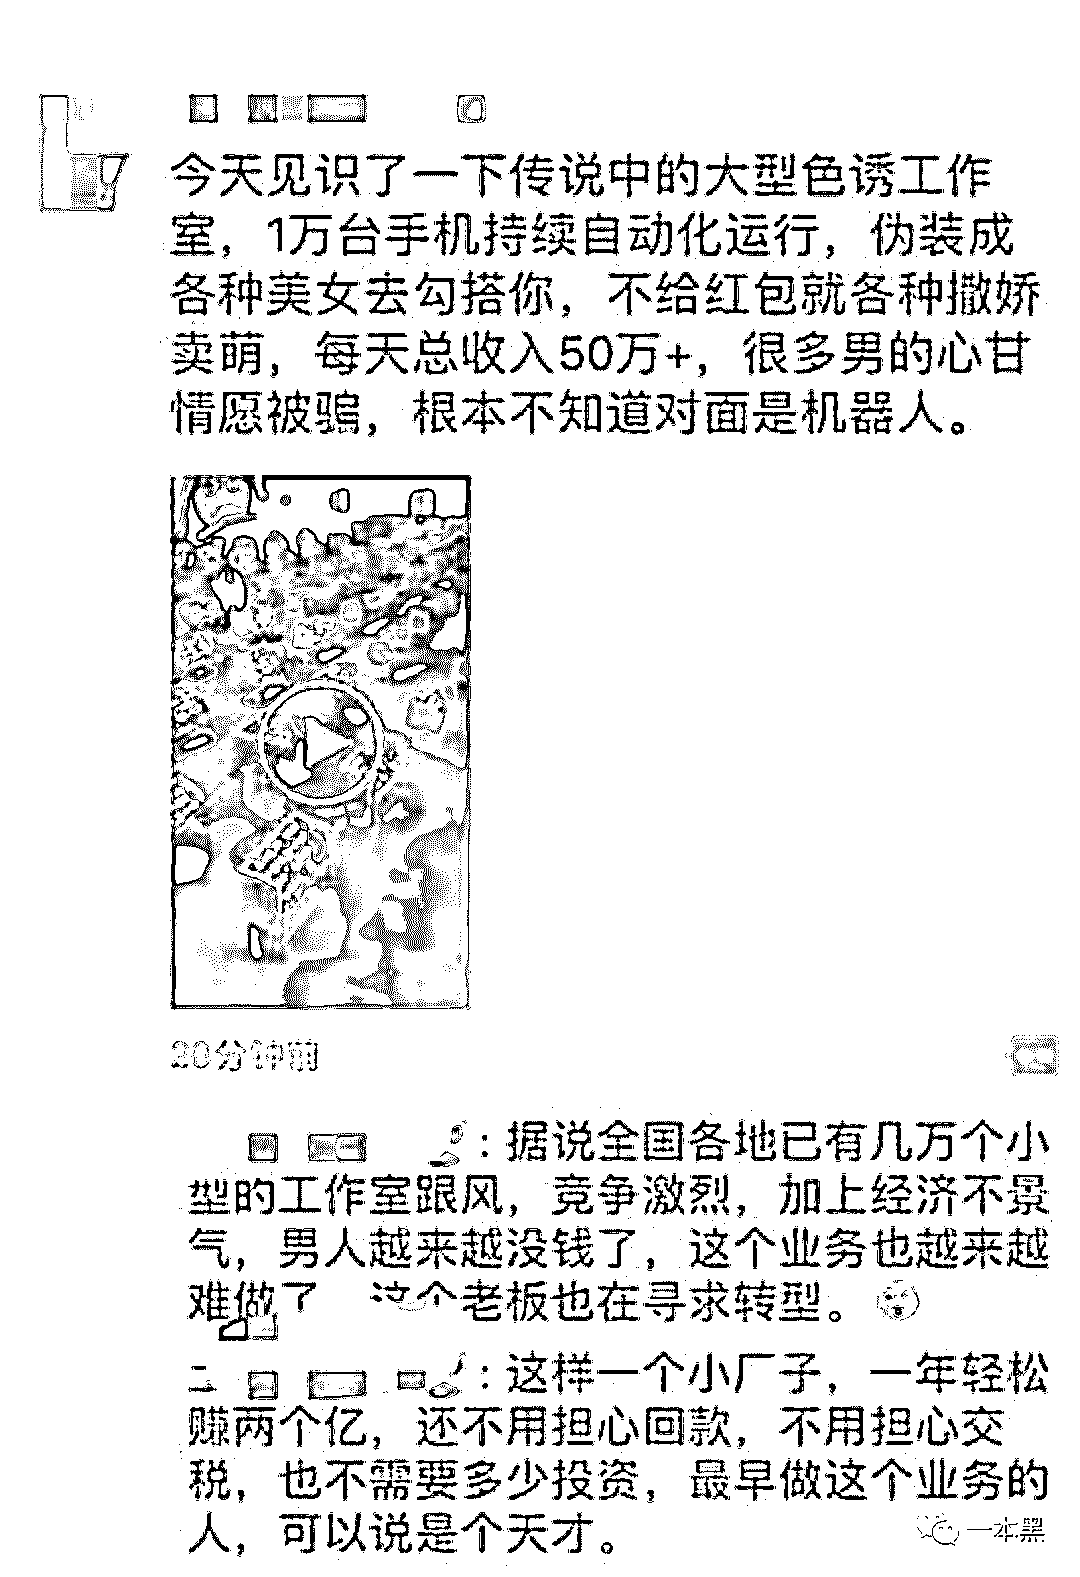 今天见识了一下传说中的大型色诱工作
室，1万台手机持续自动化运行，伪装成
各种美女去勾搭你，不给红包就各种撒娇
卖萌，每天总收入50万+，很多男的心甘
情愿被骗，根本不知道对面是机器人。
20分钟前
：据说全国各地已有几万个小
型的工作室跟风，竞争激烈，加上经济不景
气，男人越来越没钱了，这个业务也越来越
难做了 这个老板也在寻求转型。
：这样一个小厂子，一年轻松
赚两个亿，还不用担心回款，不用担心交
税，也不需要多少投资，最早做这个业务的
人，可以说是个天才。
一本黑